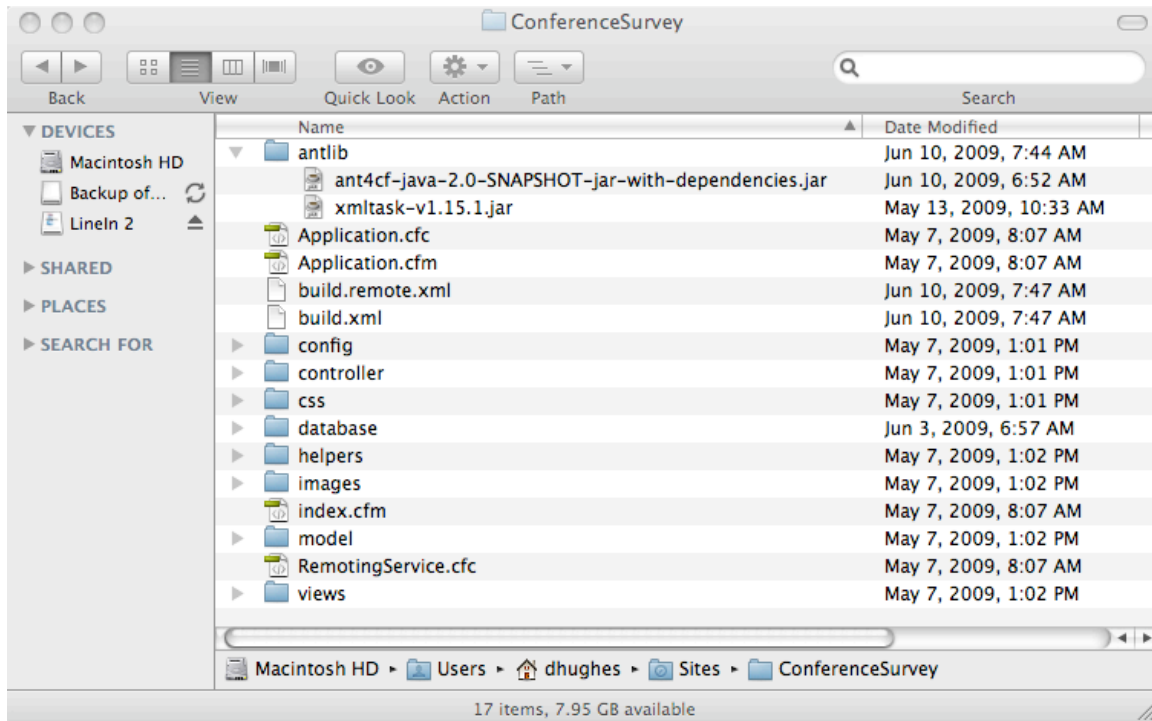 ConferenceSurvey
Back View Quick Look Action Path Search
DEVICES
Macintosh HD
Backup of...
LineIn 2
SHARED
PLACES
SEARCH FOR
Name Date Modified
antlib Jun 10, 2009, 7:44 AM
ant4cf-java-2.0-SNAPSHOT-jar-with-dependencies.jar Jun 10, 2009, 6:52 AM
xmltask-v1.15.1.jar May 13, 2009, 10:33 AM
Application.cfc May 7, 2009, 8:07 AM
Application.cfm May 7, 2009, 8:07 AM
build.remote.xml Jun 10, 2009, 7:47 AM
build.xml Jun 10, 2009, 7:47 AM
config May 7, 2009, 1:01 PM
controller May 7, 2009, 1:01 PM
css May 7, 2009, 1:01 PM
database Jun 3, 2009, 6:57 AM
helpers May 7, 2009, 1:02 PM
images May 7, 2009, 1:02 PM
index.cfm May 7, 2009, 8:07 AM
model May 7, 2009, 1:02 PM
RemotingService.cfc May 7, 2009, 8:07 AM
views May 7, 2009, 1:02 PM
Macintosh HD ▸ Users ▸ dhughes ▸ Sites ▸ ConferenceSurvey
17 items, 7.95 GB available